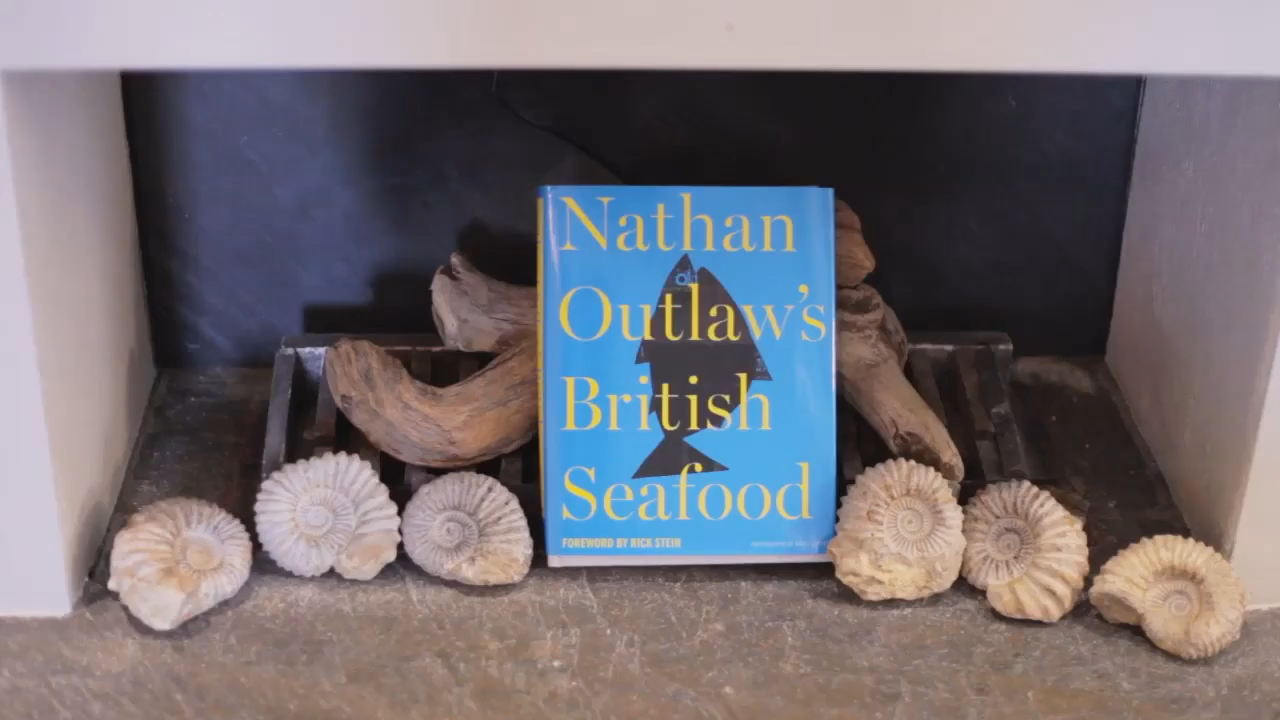 Nathan
Outlaw's
British
Seafood
FOREWORD BY RICK STEIN